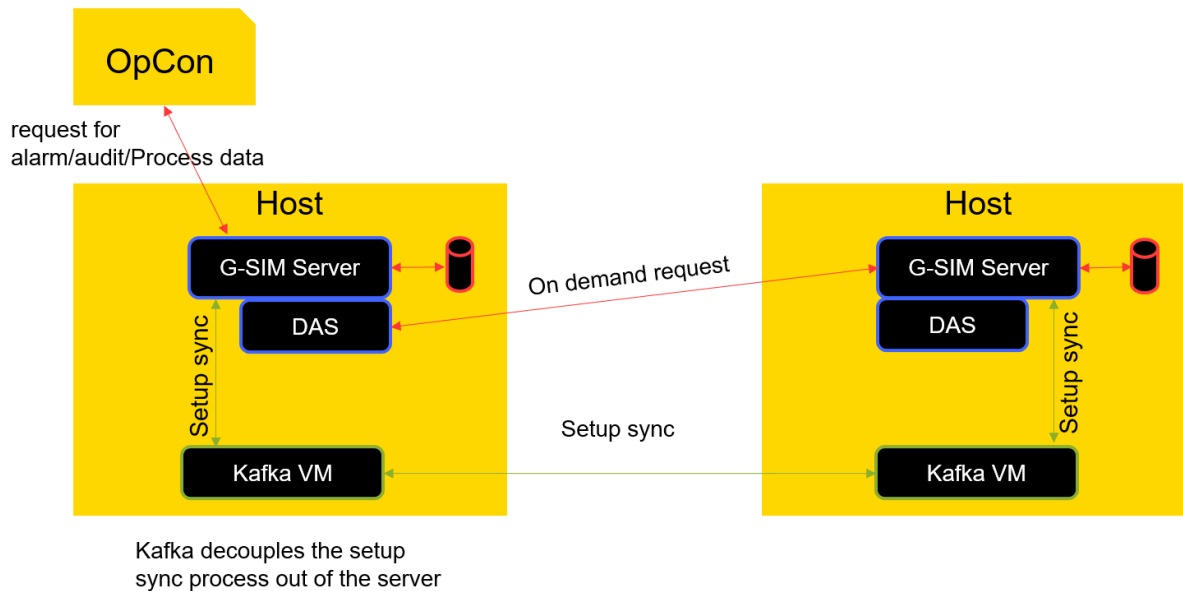 OpCon
request for
alarm/audit/Process data
Host
G-SIM Server
DAS
Setup sync
Kafka VM
On demand request
Setup sync
Host
G-SIM Server
DAS
Setup sync
Kafka VM
Kafka decouples the setup
sync process out of the server